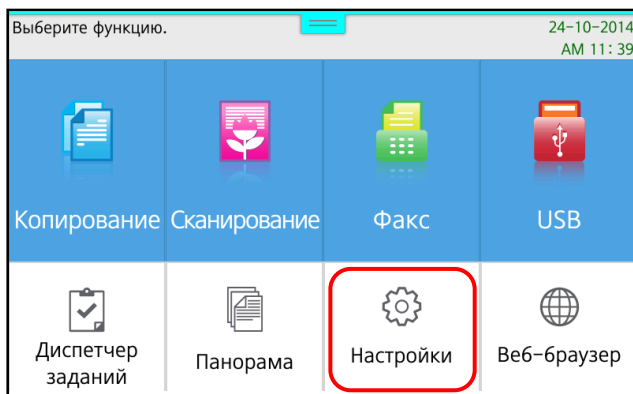 Выберите функцию.
24-10-2014
AM 11: 39
Копирование
Сканирование
Факс
USB
Диспетчер
заданий
Панорама
Настройки
Веб-браузер